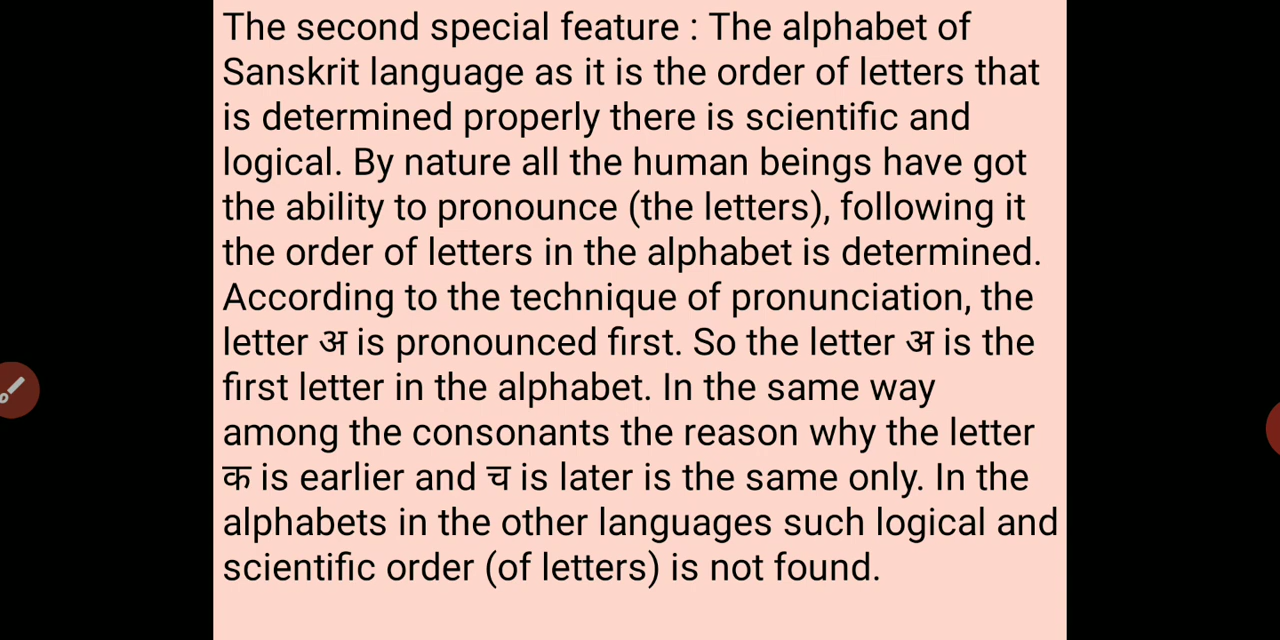 The second special feature : The alphabet of
Sanskrit language as it is the order of letters that
is determined properly there is scientific and
logical. By nature all the human beings have got
the ability to pronounce (the letters), following it
the order of letters in the alphabet is determined.
According to the technique of pronunciation, the
letter अ is pronounced first. So the letter अ is the
first letter in the alphabet. In the same way
among the consonants the reason why the letter
क is earlier and च is later is the same only. In the
alphabets in the other languages such logical and
scientific order (of letters) is not found.